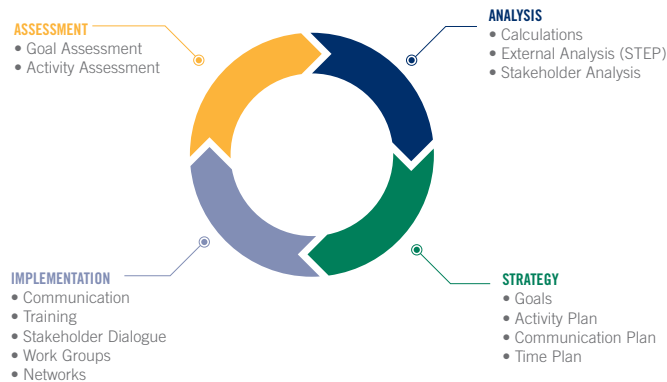 ASSESSMENT
• Goal Assessment
• Activity Assessment
ANALYSIS
• Calculations
• External Analysis (STEP)
• Stakeholder Analysis
IMPLEMENTATION
• Communication
• Training
• Stakeholder Dialogue
• Work Groups
• Networks
STRATEGY
• Goals
• Activity Plan
• Communication Plan
• Time Plan